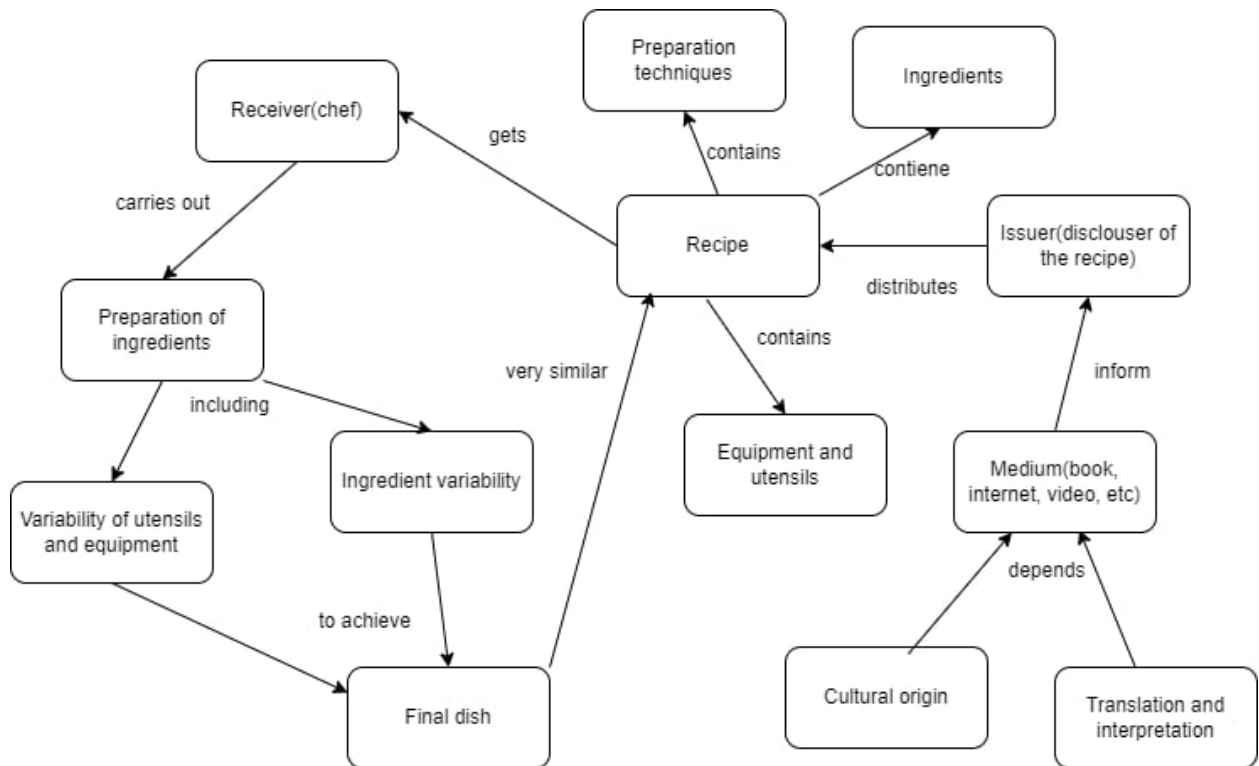 Preparation
techniques
Ingredients
Receiver(chef)
gets
contains
contiene
carries out
Recipe
Issuer(disclouser of
the recipe)
distributes
Preparation of
ingredients
contains
very similar
inform
including
Equipment and
utensils
Medium(book,
internet, video, etc)
Ingredient variability
Variability of utensils
and equipment
depends
to achieve
Cultural origin
Translation and
interpretation
Final dish